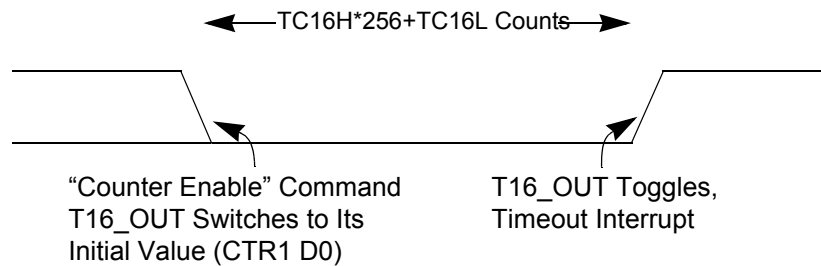 TC16H*256+TC16L Counts
“Counter Enable” Command
T16_OUT Switches to Its
Initial Value (CTR1 D0)
T16_OUT Toggles,
Timeout Interrupt